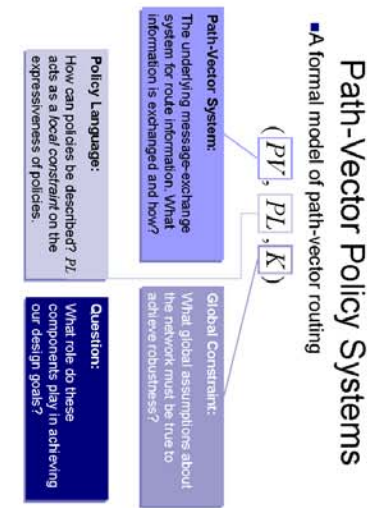 Path-Vector Policy Systems
▪A formal model of path-vector routing
(PV, PL, K)
Path-Vector System:
The underlying message-exchange
system for route information. What
information is exchanged and how?
Global Constraint:
What global assumptions about
the network must be true to
achieve robustness?
Policy Language:
How can policies be described? PL
acts as a local constraint on the
expressiveness of policies.
Question:
What role do these
components play in achieving
our design goals?